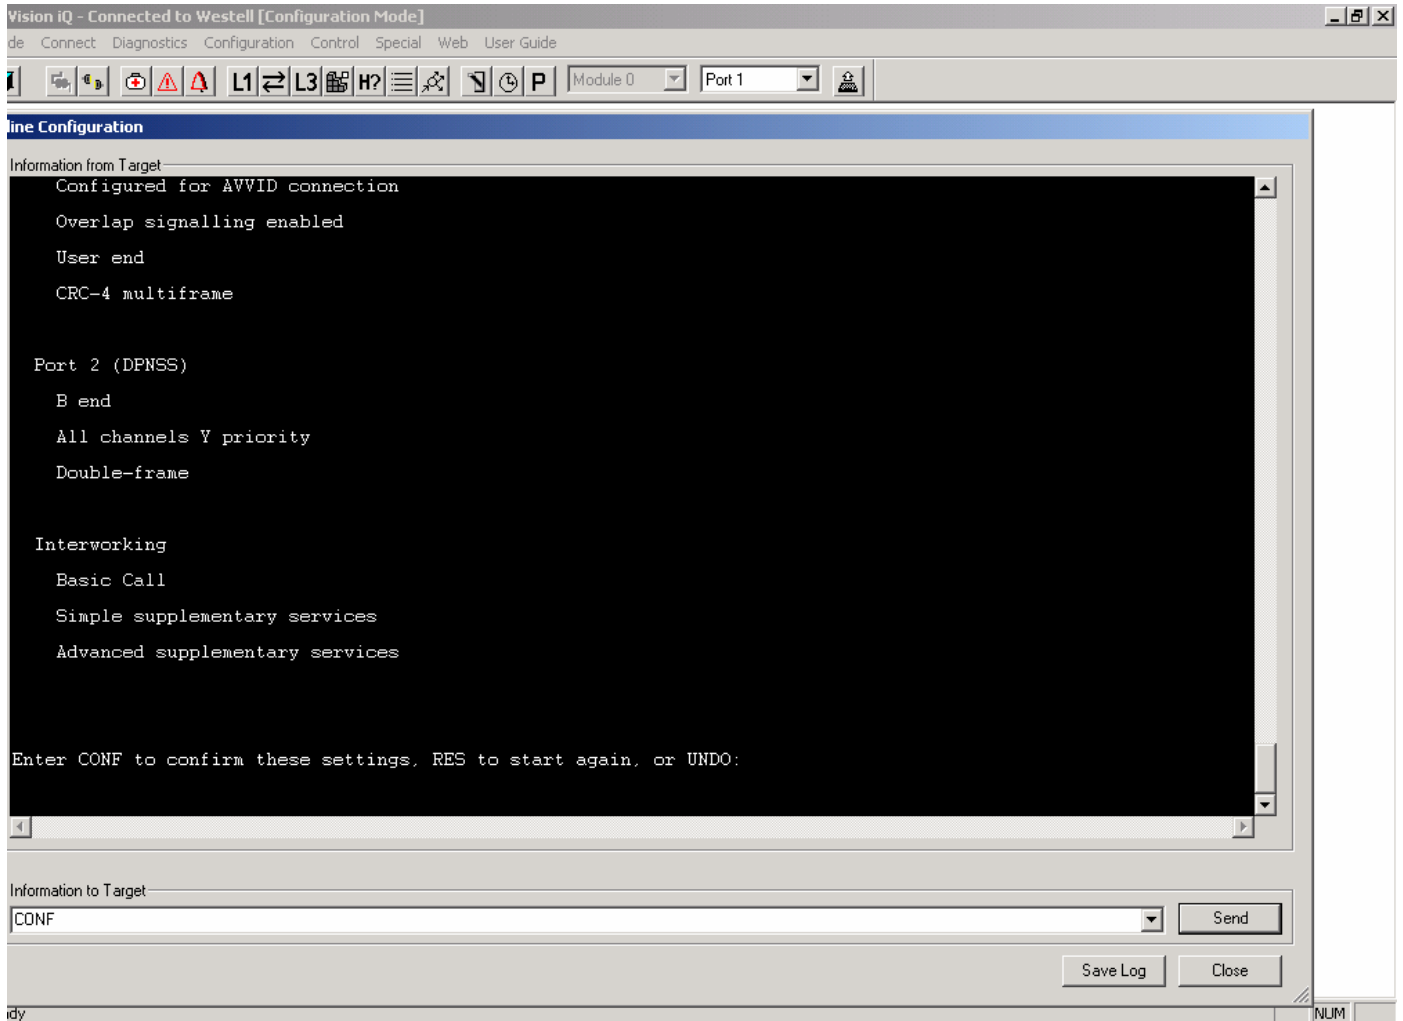 Vision iQ - Connected to Westell [Configuration Mode]
de Connect Diagnostics Configuration Control Special Web User Guide
L1 L3 H? P Module 0 Port 1
line Configuration
Information from Target
Configured for AVVID connection
Overlap signalling enabled
User end
CRC-4 multiframe
Port 2 (DPNSS)
B end
All channels Y priority
Double-frame
Interworking
Basic Call
Simple supplementary services
Advanced supplementary services
Enter CONF to confirm these settings, RES to start again, or UNDO:
Information to Target
CONF Send
Save Log Close
dy NUM